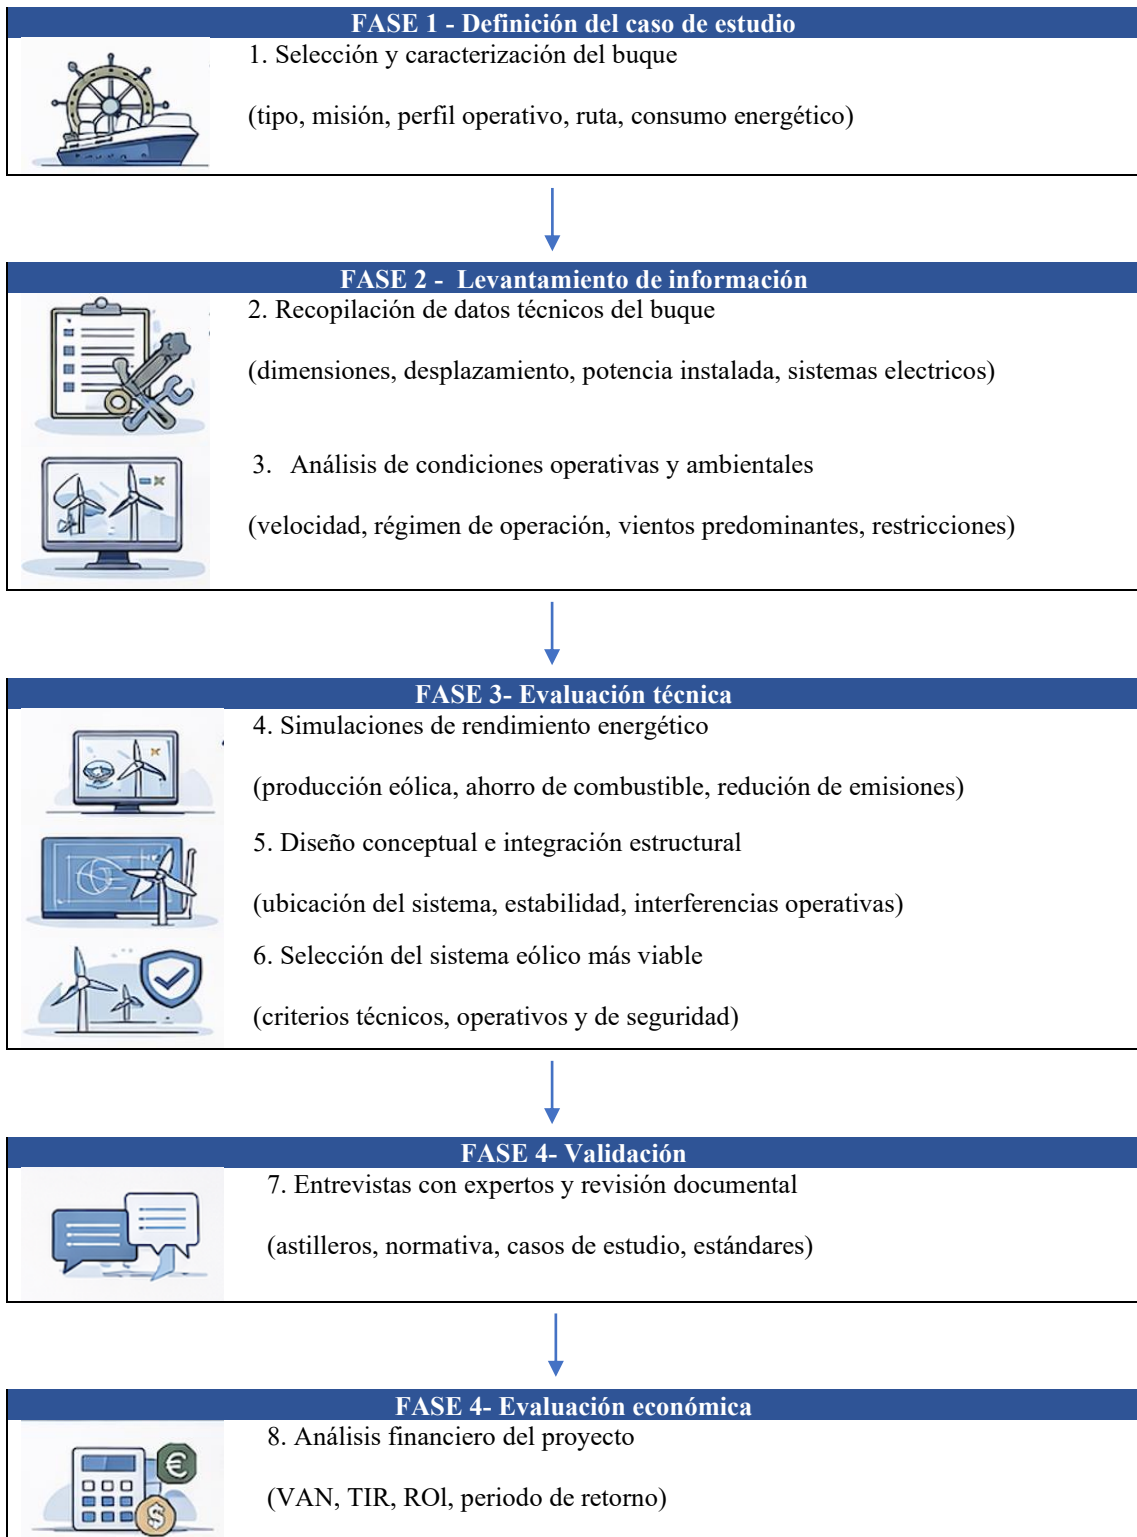 FASE 1 - Definición del caso de estudio
1. Selección y caracterización del buque
(tipo, misión, perfil operativo, ruta, consumo energético)
FASE 2 - Levantamiento de información
2. Recopilación de datos técnicos del buque
(dimensiones, desplazamiento, potencia instalada, sistemas electricos)
3. Análisis de condiciones operativas y ambientales
(velocidad, régimen de operación, vientos predominantes, restricciones)
FASE 3- Evaluación técnica
4. Simulaciones de rendimiento energético
(producción eólica, ahorro de combustible, redución de emisiones)
5. Diseño conceptual e integración estructural
(ubicación del sistema, estabilidad, interferencias operativas)
6. Selección del sistema eólico más viable
(criterios técnicos, operativos y de seguridad)
FASE 4- Validación
7. Entrevistas con expertos y revisión documental
(astilleros, normativa, casos de estudio, estándares)
FASE 4- Evaluación económica
8. Análisis financiero del proyecto
€
$
(VAN, TIR, ROl, periodo de retorno)